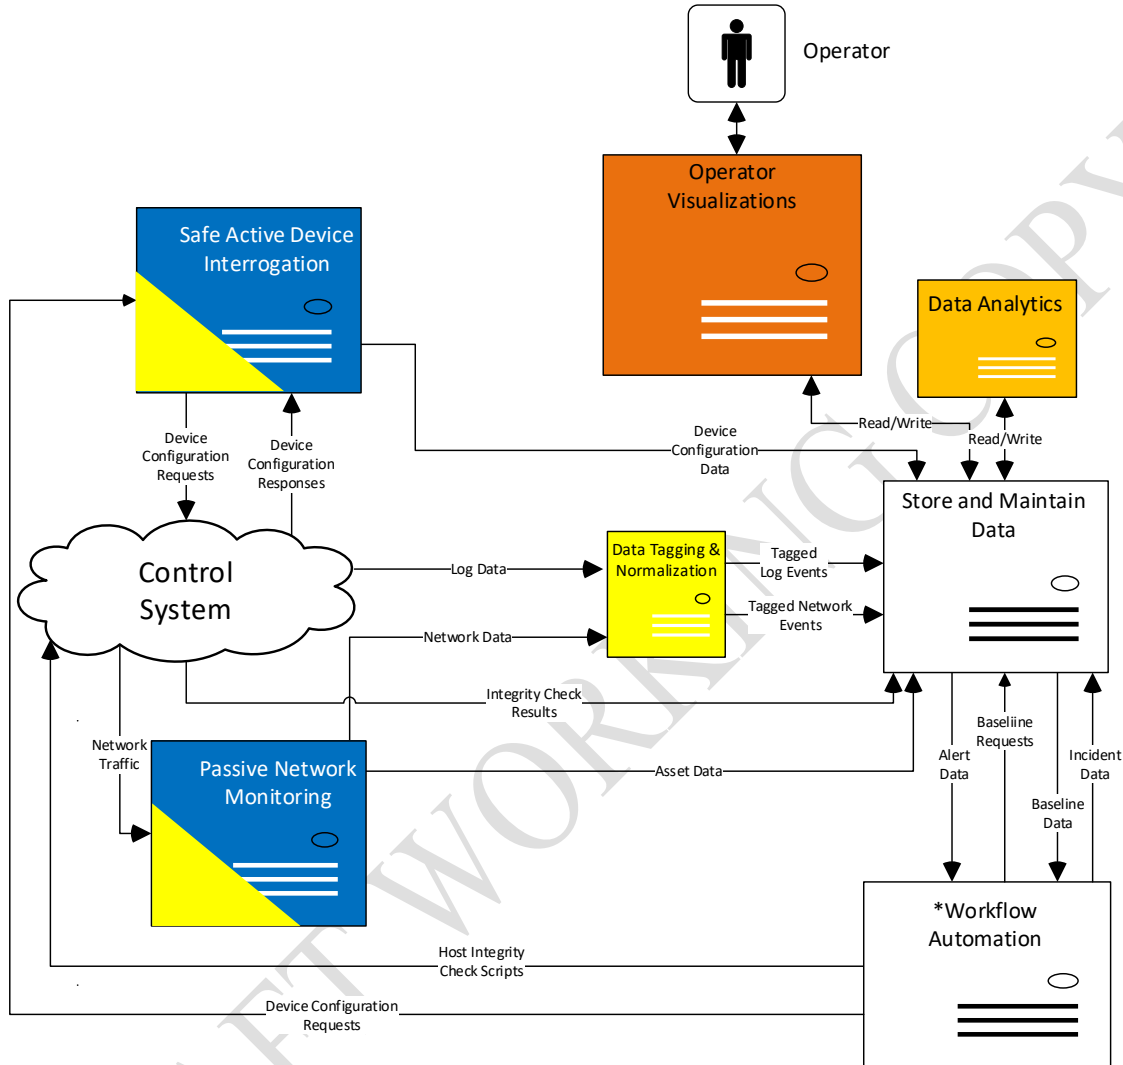 Operator
Operator
Visualizations
Safe Active Device
Interrogation
Data Analytics
Device
Configuration
Requests
Device
Configuration
Responses
Device
Configuration
Data
Read/Write
Read/Write
Store and Maintain
Data
Control
System
Log Data
Data Tagging &
Normalization
Tagged
Log Events
Network Data
Tagged Network
Events
Integrity Check
Results
Network
Traffic
Passive Network
Monitoring
Asset Data
Alert
Data
Baseliine
Requests
Incident
Data
Baseline
Data
*Workflow
Automation
Host Integrity
Check Scripts
Device Configuration
Requests
FT WORKING COPY